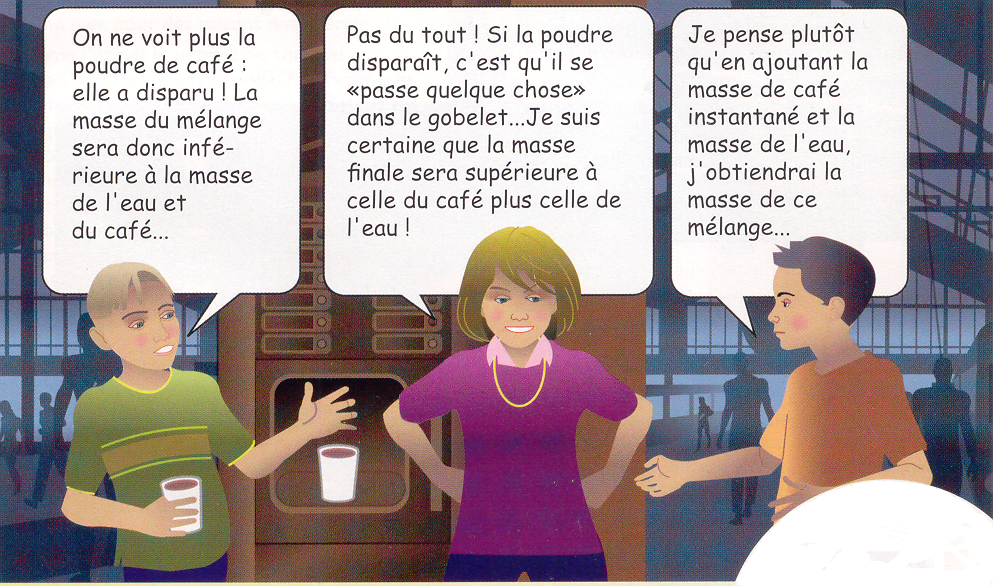 On ne voit plus la
poudre de café :
elle a disparu ! La
masse du mélange
sera donc infé-
rieure à la masse
de l'eau et
du café...
Pas du tout ! Si la poudre
disparaît, c'est qu'il se
«passe quelque chose»
dans le gobelet...Je suis
certaine que la masse
finale sera supérieure à
celle du café plus celle de
l'eau !
Je pense plutôt
qu'en ajoutant la
masse de café
instantané et la
masse de l'eau,
j'obtiendrai la
masse de ce
mélange...